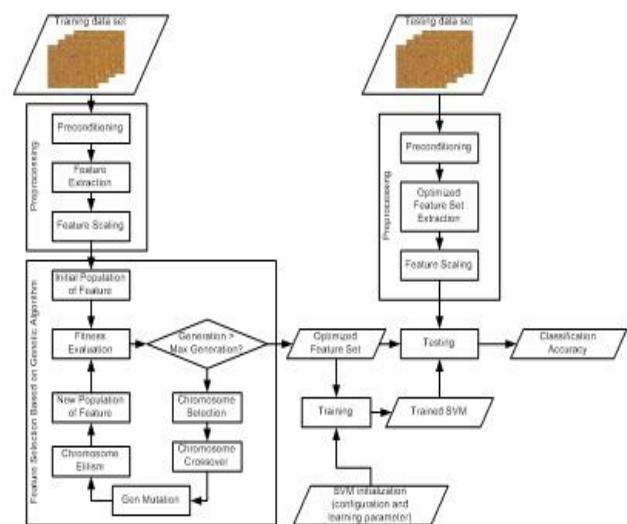 Training data set
Testing data set
Preprocessing
Preconditioning
Feature
Extraction
Feature Scaling
Preprocessing
Preconditioning
Optimized
Feature Set
Extraction
Feature Scaling
Feature Selection Based on Genetic Algorithm
Initial Population
of Feature
Fitness
Evaluation
Generation >
Max Generation?
Optimized
Feature Set
Testing
Classification
Accuracy
New Population
of Feature
Chromosome
Selection
Training
Trained SVM
Chromosome
Elitism
Chromosome
Crossover
Gen Mutation
SVM initialization
(configuration and
learning parameter)